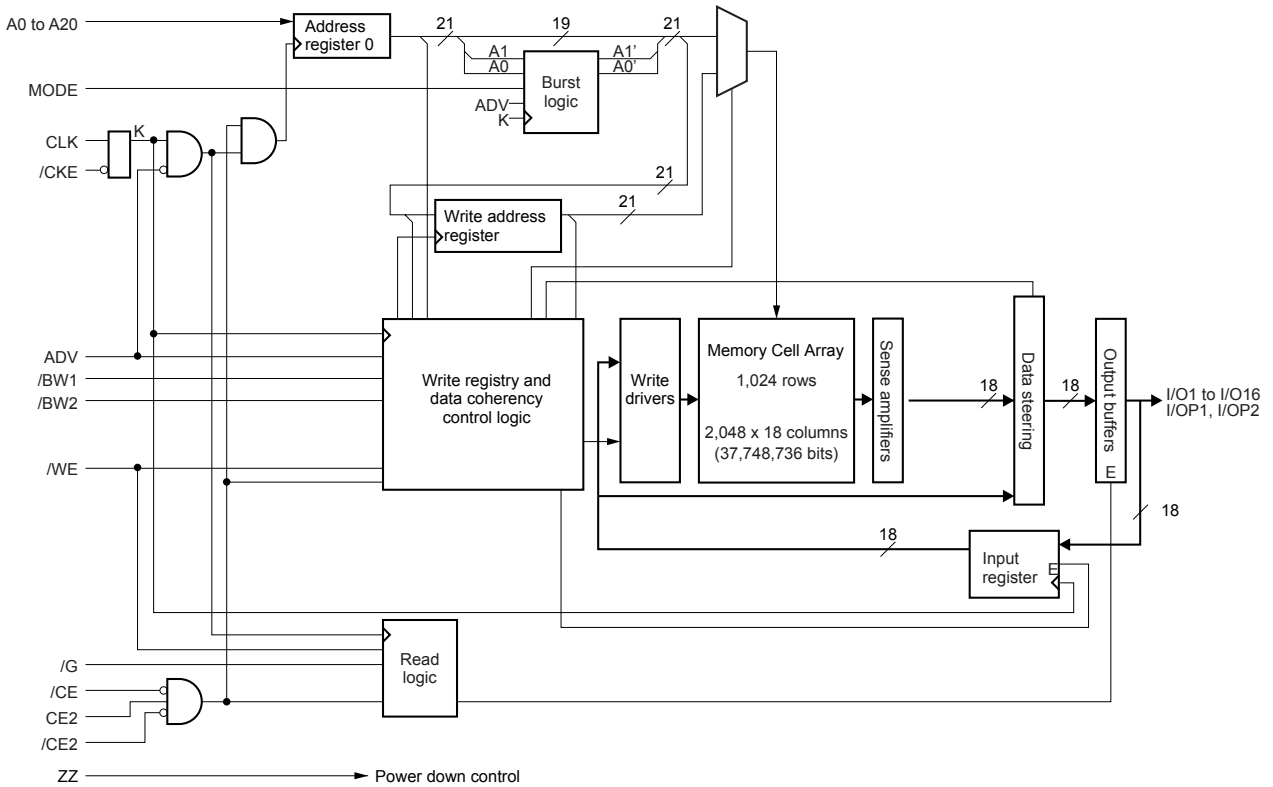 A0 to A20
Address
register 0
21
19
21
A1
A0
A1’
A0’
Burst
logic
MODE
ADV
K
CLK
K
/CKE
21
Write address
register
21
ADV
/BW1
/BW2
/WE
Write registry and
data coherency
control logic
Write
drivers
Memory Cell Array
1,024 rows
2,048 x 18 columns
(37,748,736 bits)
Sense amplifiers
18
Data steering
18
Output buffers
E
I/O1 to I/O16
I/OP1, I/OP2
18
18
Input
register
E
/G
/CE
CE2
/CE2
Read
logic
ZZ
Power down control